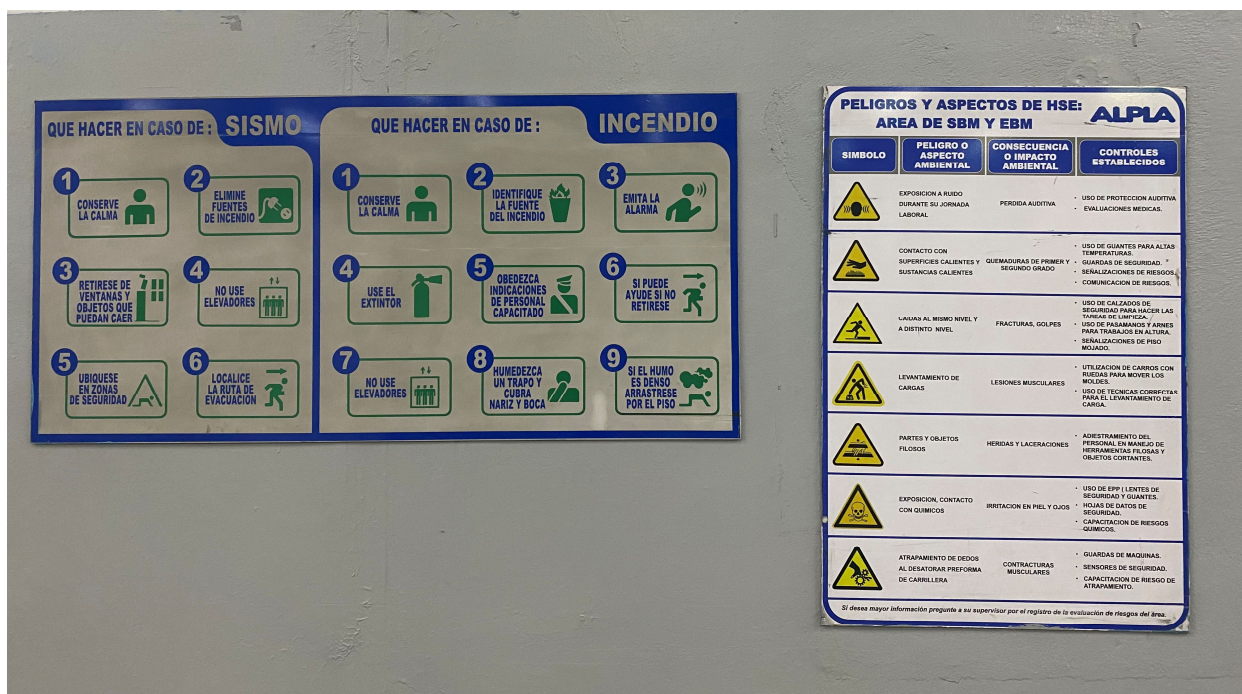 QUE HACER EN CASO DE : SISMO
1
CONSERVE
LA CALMA
2
ELIMINE
FUENTES
DE INCENDIO
3
RETIRESE DE
VENTANAS Y
OBJETOS QUE
PUEDAN CAER
4
NO USE
ELEVADORES
5
UBIQUESE
EN ZONAS
DE SEGURIDAD
6
LOCALICE
LA RUTA DE
EVACUACIÓN
QUE HACER EN CASO DE : INCENDIO
1
CONSERVE
LA CALMA
2
IDENTIFIQUE
LA FUENTE
DEL INCENDIO
3
EMITA LA
ALARMA
4
USE EL
EXTINTOR
5
OBEDEZCA
INDICACIONES
DE PERSONAL
CAPACITADO
6
SI PUEDE
AYUDE SI NO
RETIRESE
7
NO USE
ELEVADORES
8
HUMEDEZCA
UN TRAPO Y
CUBRA
NARIZ Y BOCA
9
SI EL HUMO
ES DENSO
ARRASTRESE
POR EL PISO
PELIGROS Y ASPECTOS DE HSE:
AREA DE SBM Y EBM
ALPLA
SIMBOLO
PELIGRO O
ASPECTO
AMBIENTAL
CONSECUENCIA
O IMPACTO
AMBIENTAL
CONTROLES
ESTABLECIDOS
EXPOSICION A RUIDO
DURANTE SU JORNADA
LABORAL
PERDIDA AUDITIVA
· USO DE PROTECCION AUDITIVA
· EVALUACIONES MEDICAS.
CONTACTO CON
SUPERFICIES CALIENTES Y
SUSTANCIAS CALIENTES
QUEMADURAS DE PRIMER Y
SEGUNDO GRADO
· USO DE GUANTES PARA ALTAS
TEMPERATURAS.
· GUARDAS DE SEGURIDAD.
· SEÑALIZACIONES DE RIESGOS.
· COMUNICACION DE RIESGOS.
CAIDAS AL MISMO NIVEL Y
A DISTINTO NIVEL
FRACTURAS, GOLPES
· USO DE CALZADOS DE
SEGURIDAD PARA HACER LAS
TAREAS DE LIMPIEZA.
· USO DE PASAMANOS Y ARNES
PARA TRABAJOS EN ALTURA.
· SEÑALIZACIONES DE PISO
MOJADO.
LEVANTAMIENTO DE
CARGAS
LESIONES MUSCULARES
· UTILIZACION DE CARROS CON
RUEDAS PARA MOVER LOS
MOLDES.
· USO DE TECNICAS CORRECTAS
PARA EL LEVANTAMIENTO DE
CARGA.
PARTES Y OBJETOS
FILOSOS
HERIDAS Y LACERACIONES
· ADIESTRAMIENTO DEL
PERSONAL EN MANEJO DE
HERRAMIENTAS FILOSAS Y
OBJETOS CORTANTES.
EXPOSICION, CONTACTO
CON QUIMICOS
IRRITACION EN PIEL Y OJOS
· USO DE EPP ( LENTES DE
SEGURIDAD Y GUANTES.
· HOJAS DE DATOS DE
SEGURIDAD.
· CAPACITACION DE RIESGOS
QUIMICOS.
ATRAPAMIENTO DE DEDOS
AL DESATORAR PREFORMA
DE CARRILLERA
CONTRACTURAS
MUSCULARES
· GUARDAS DE MAQUINAS.
· SENSORES DE SEGURIDAD.
· CAPACITACION DE RIESGO DE
ATRAPAMIENTO.
Si desea mayor información pregunte a su supervisor por el registro de la evaluación de riesgos del área.